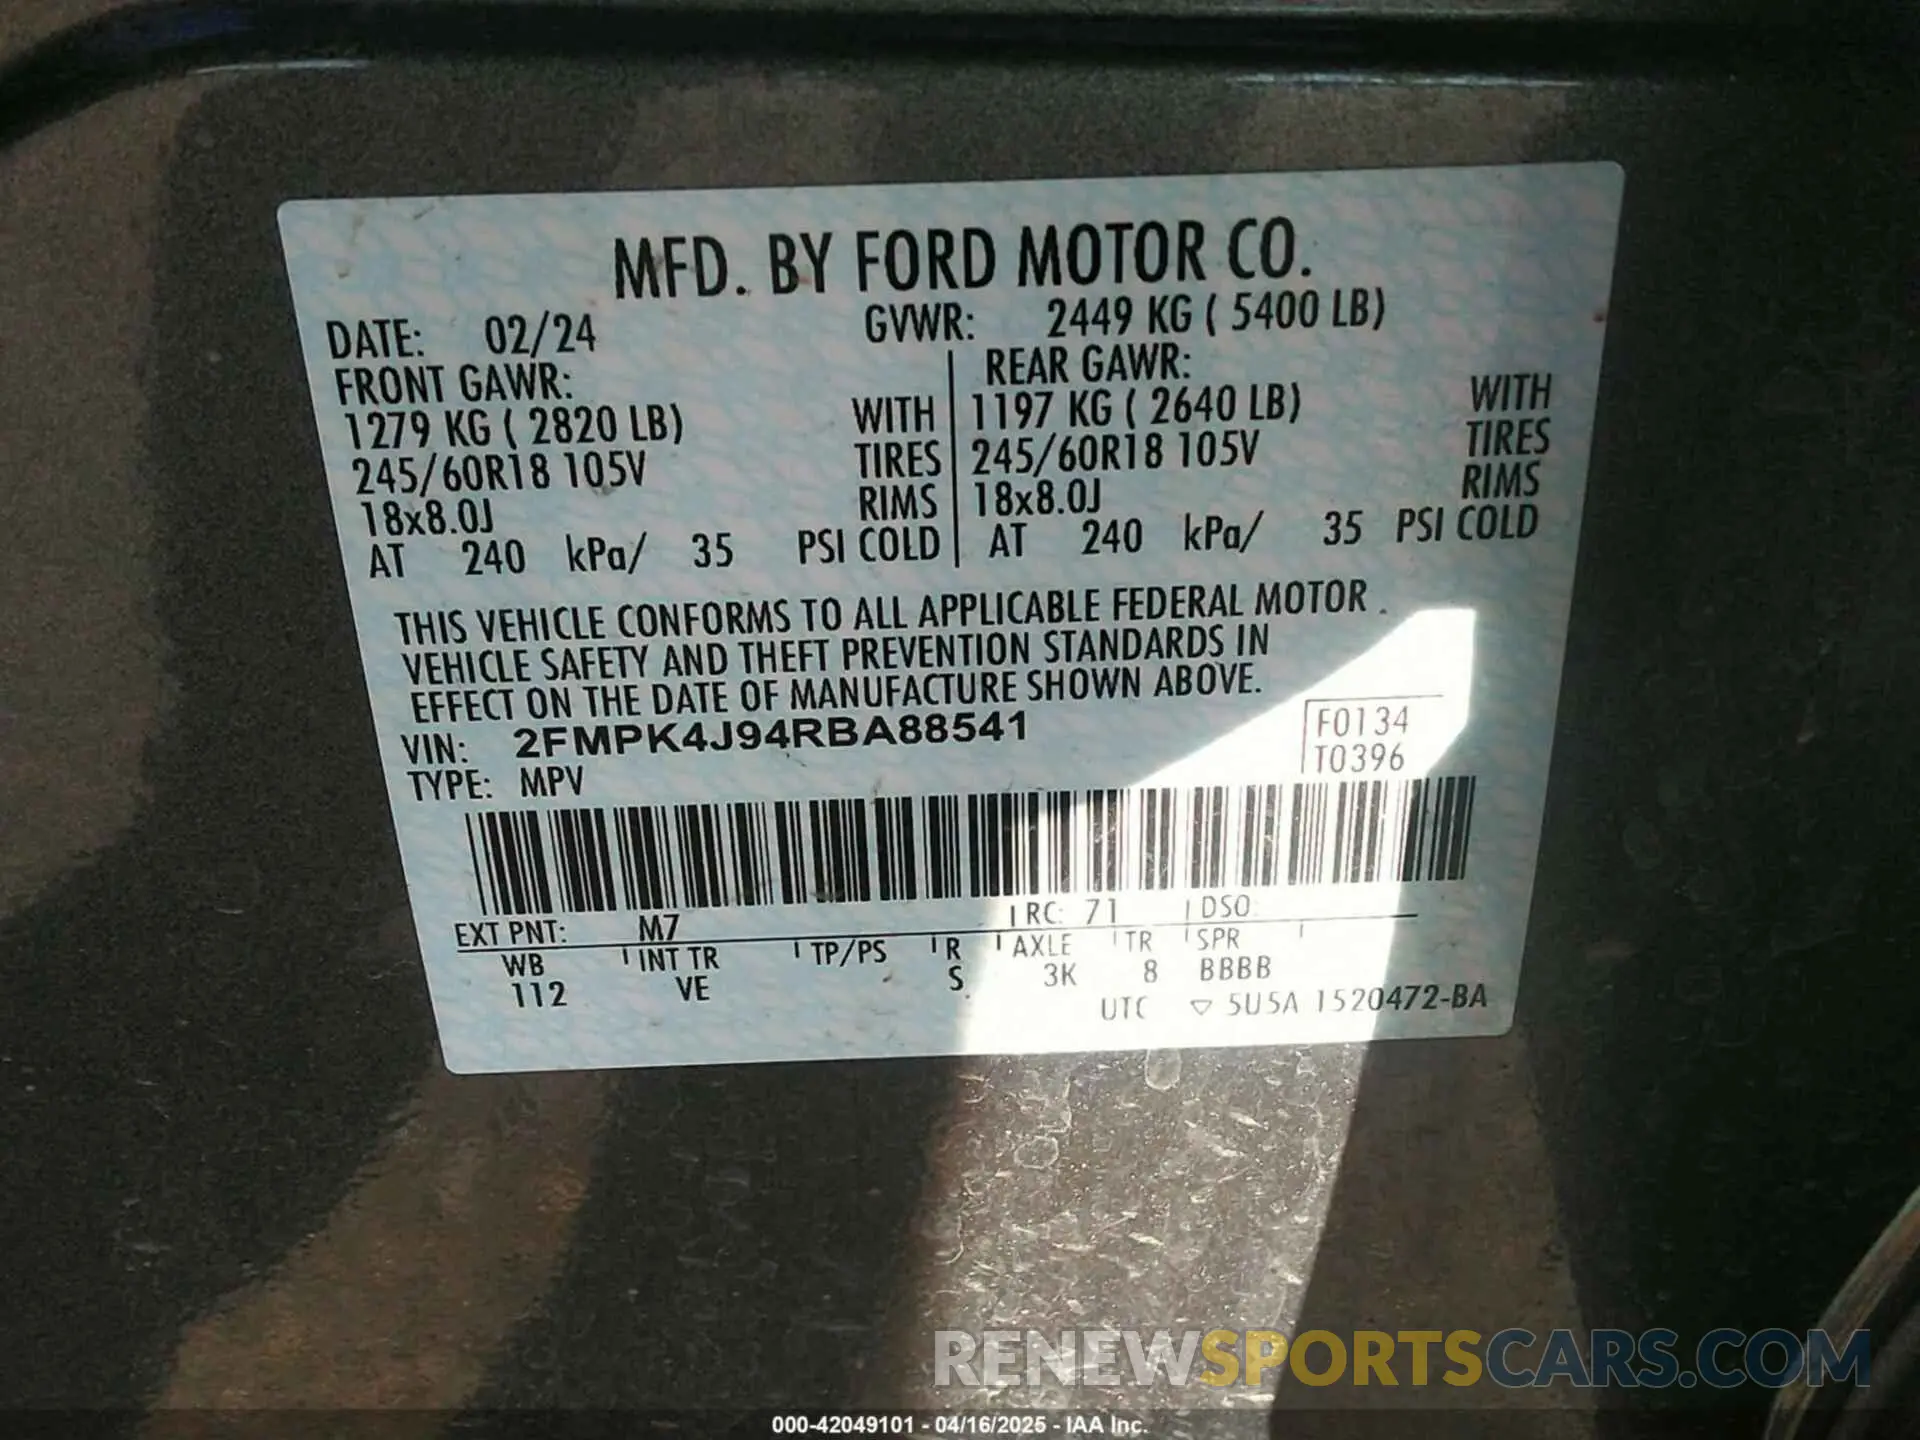 MFD. BY FORD MOTOR CO.
DATE: 02/24 GVWR: 2449 KG ( 5400 LB)
FRONT GAWR: REAR GAWR:
1279 KG ( 2820 LB) WITH 1197 KG ( 2640 LB) WITH
245/60R18 105V TIRES 245/60R18 105V TIRES
18x8.0J RIMS 18x8.0J RIMS
AT 240 kPa/ 35 PSI COLD AT 240 kPa/ 35 PSI COLD
THIS VEHICLE CONFORMS TO ALL APPLICABLE FEDERAL MOTOR
VEHICLE SAFETY AND THEFT PREVENTION STANDARDS IN
EFFECT ON THE DATE OF MANUFACTURE SHOWN ABOVE.
VIN: 2FMPK4J94RBA88541 F0134
TYPE: MPV T0396
EXT PNT: M7 RC: 71 DSO:
WB INT TR TP/PS R AXLE TR SPR
112 VE S 3K 8 BBBB
UTC ▽ 5U5A 1520472-BA
RENEWSPORTSCARS.COM
000-42049101 - 04/16/2025 - IAA Inc.